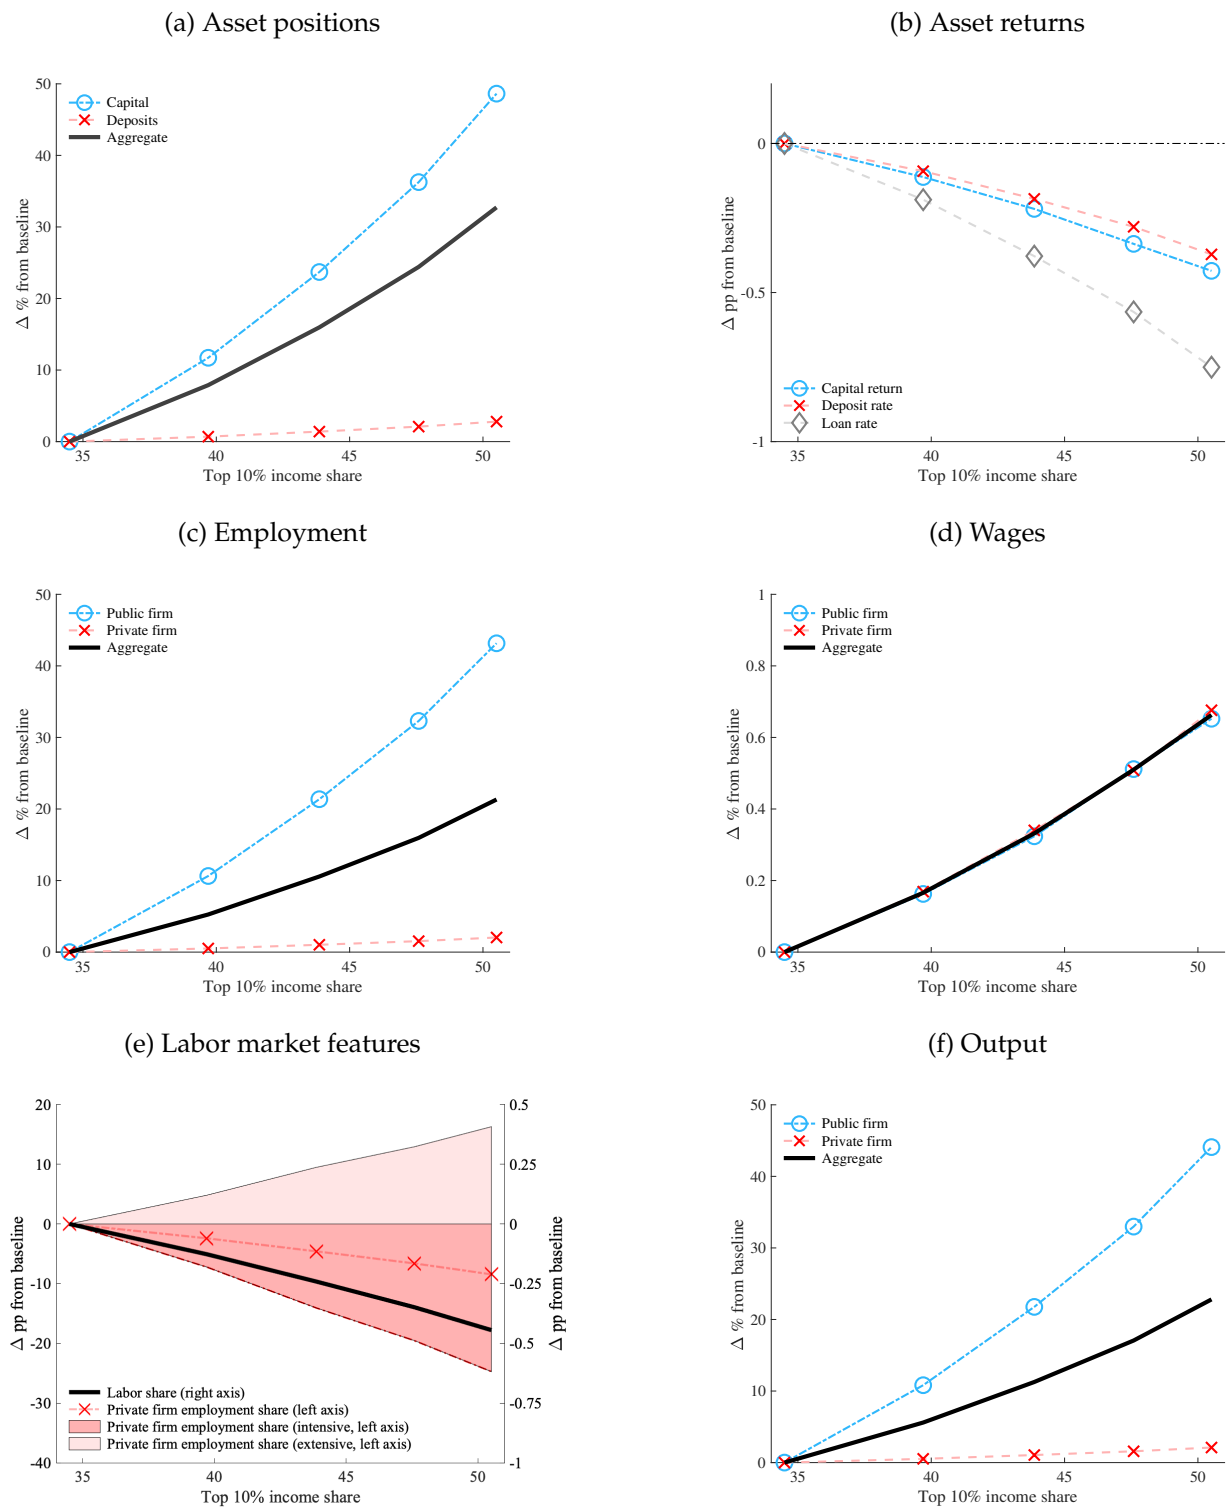 (a) Asset positions
50
40
30
20
10
0
Δ % from baseline
Capital
Deposits
Aggregate
35
40
45
50
Top 10% income share
(b) Asset returns
0
-0.5
-1
Δ pp from baseline
Capital return
Deposit rate
Loan rate
35
40
45
50
Top 10% income share
(c) Employment
50
40
30
20
10
0
Δ % from baseline
Public firm
Private firm
Aggregate
35
40
45
50
Top 10% income share
(d) Wages
1
0.8
0.6
0.4
0.2
0
Δ % from baseline
Public firm
Private firm
Aggregate
35
40
45
50
Top 10% income share
(e) Labor market features
20
10
0
-10
-20
-30
-40
Δ pp from baseline
0.5
0.25
0
-0.25
-0.5
-0.75
-1
Δ pp from baseline
Labor share (right axis)
Private firm employment share (left axis)
Private firm employment share (intensive, left axis)
Private firm employment share (extensive, left axis)
35
40
45
50
Top 10% income share
(f) Output
50
40
30
20
10
0
Δ % from baseline
Public firm
Private firm
Aggregate
35
40
45
50
Top 10% income share